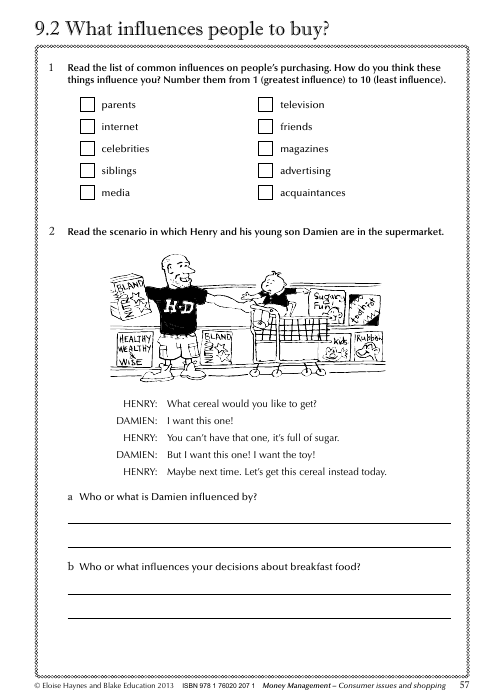 9.2 What influences people to buy?
1 Read the list of common influences on people's purchasing. How do you think these
things influence you? Number them from 1 (greatest influence) to 10 (least influence).
parents
television
internet
friends
celebrities
magazines
siblings
advertising
media
acquaintances
2 Read the scenario in which Henry and his young son Damien are in the supermarket.
BLAND
H-D
Sugar
Fun
HEALTHY
WEALTHY
WISE
BLAND
kids
HENRY: What cereal would you like to get?
DAMIEN: I want this one!
HENRY: You can't have that one, it's full of sugar.
DAMIEN: But I want this one! I want the toy!
HENRY: Maybe next time. Let's get this cereal instead today.
a Who or what is Damien influenced by?
b Who or what influences your decisions about breakfast food?
© Eloise Haynes and Blake Education 2013 ISBN 978 1 76020 207 1 Money Management – Consumer issues and shopping 57